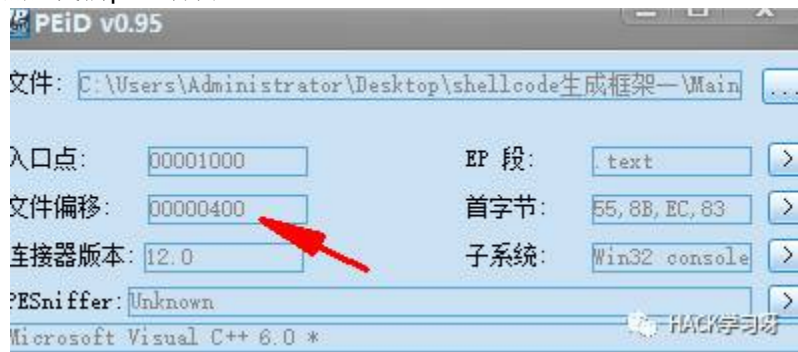 PEiD v0.95
文件: C:\Users\Administrator\Desktop\shellcode生成框架一\Main ...
入口点: 00001000 EP 段: .text >
文件偏移: 00000400 首字节: 55,8B,EC,83 >
连接器版本: 12.0 子系统: Win32 console >
PESniffer: Unknown >
Microsoft Visual C++ 6.0 *
HACK学习呀